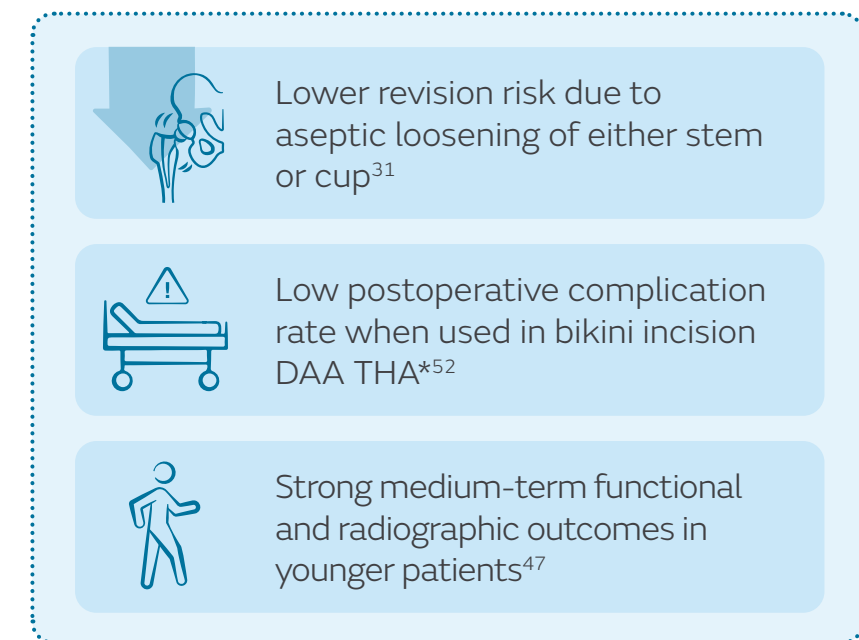 Lower revision risk due to
aseptic loosening of either stem
or cup31
!
Low postoperative complication
rate when used in bikini incision
DAA THA*52
Strong medium-term functional
and radiographic outcomes in
younger patients47